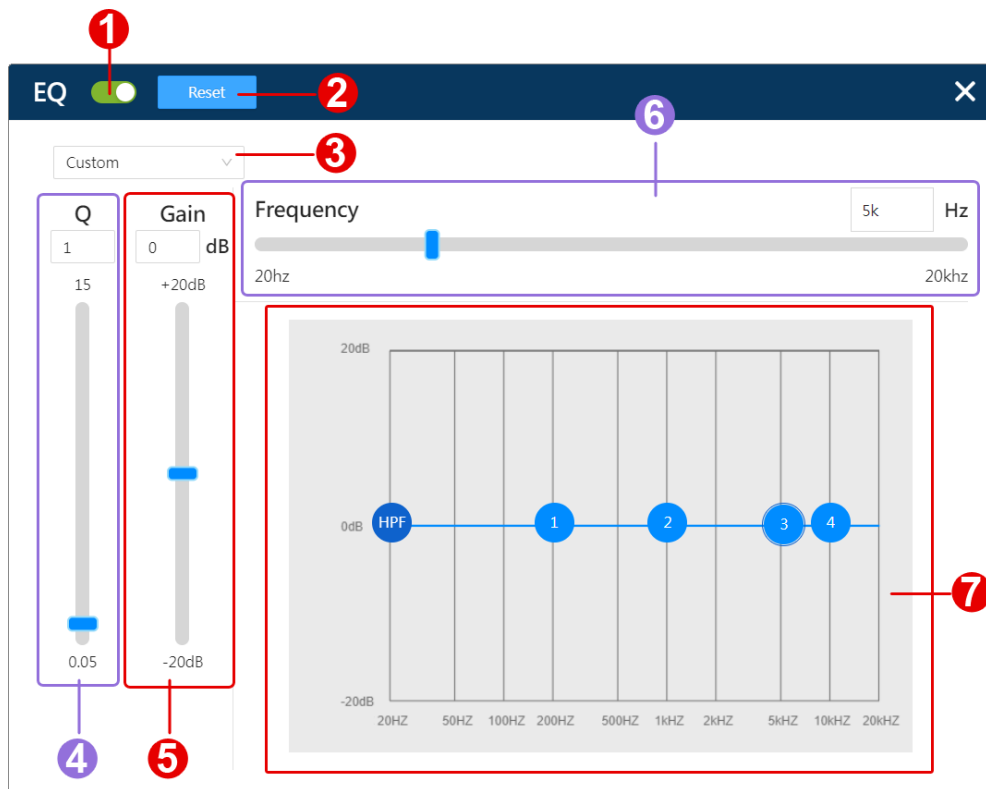 1
EQ Reset 2
6
Custom 3
Q Gain Frequency 5k Hz
1 0 dB
15 +20dB 20hz 20khz
20dB
0dB HPF 1 2 3 4
7
0.05 -20dB
-20dB
20HZ 50HZ 100HZ 200HZ 500HZ 1kHZ 2kHZ 5kHZ 10kHZ 20kHZ
4 5